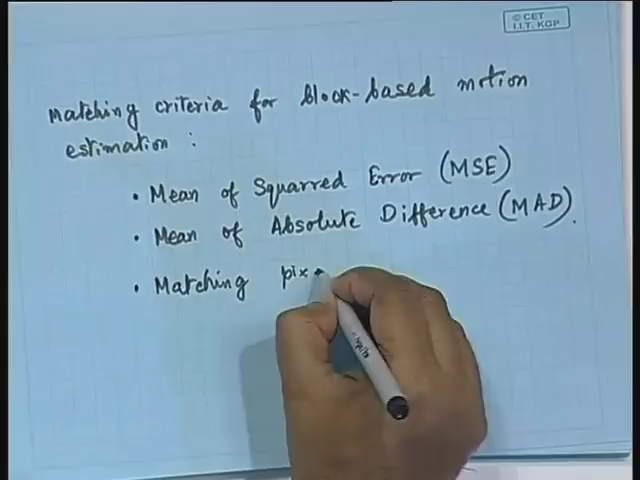 © CET
I.I.T. KGP
Matching criteria for block-based motion
estimation :
• Mean of Squarred Error (MSE)
• Mean of Absolute Difference (MAD).
• Matching pix